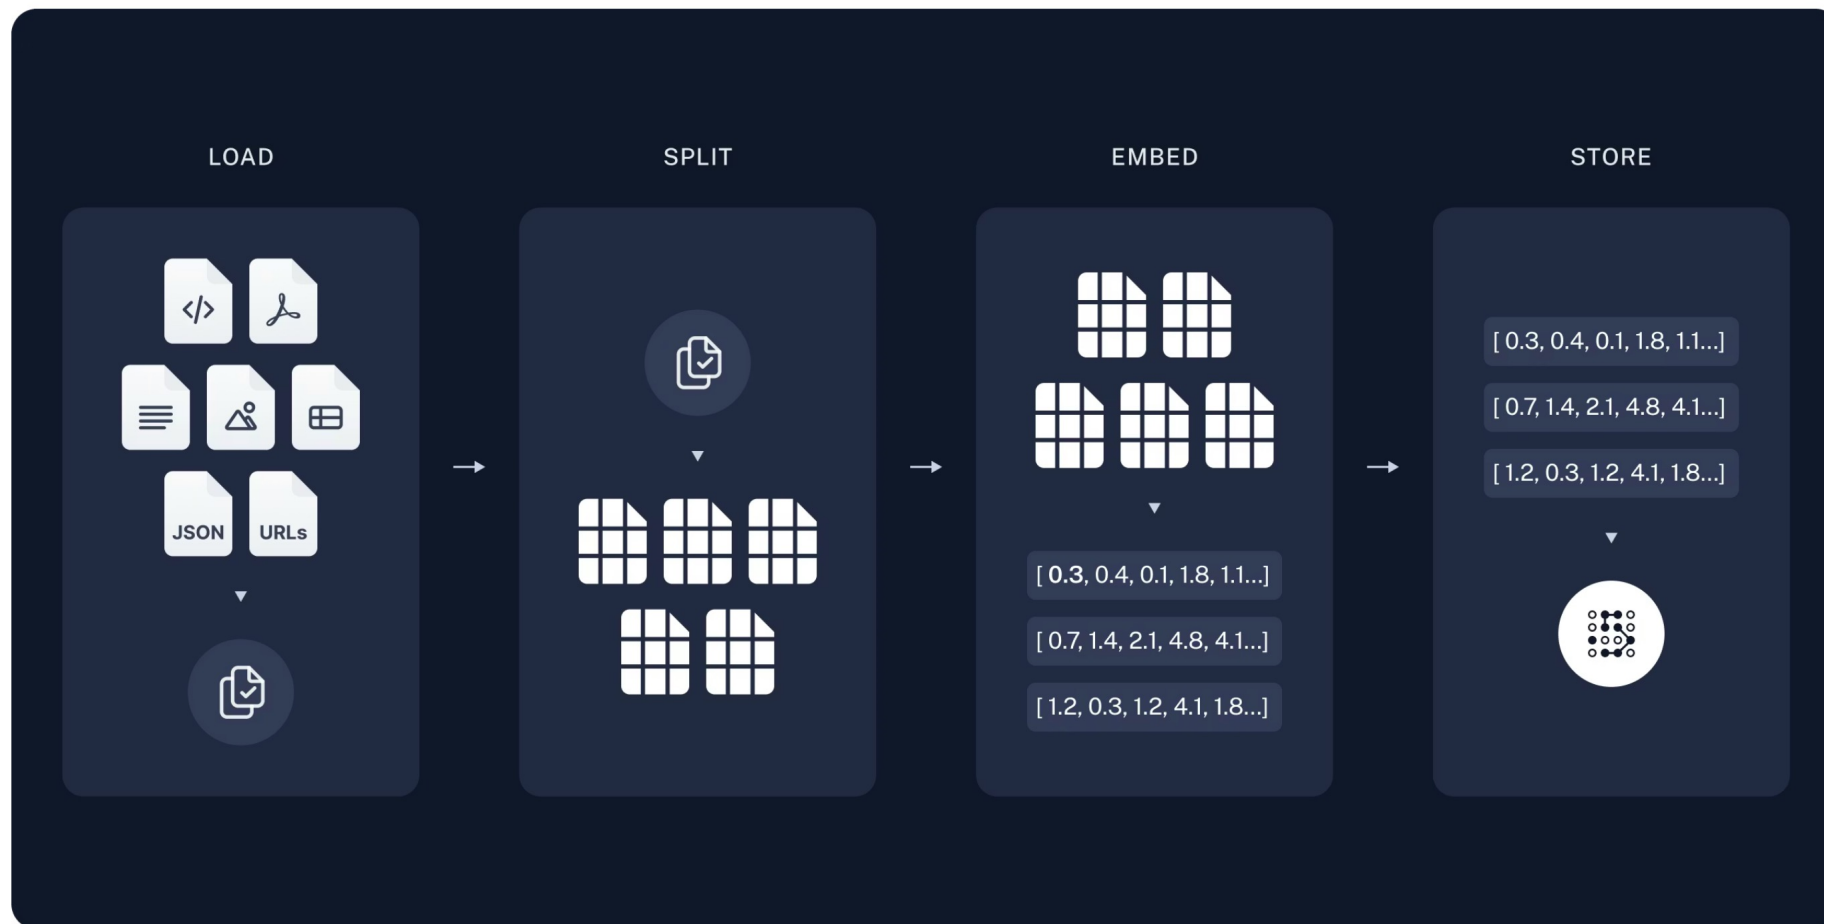 LOAD
SPLIT
EMBED
STORE
JSON
URLs
[ 0.3, 0.4, 0.1, 1.8, 1.1...]
[ 0.7, 1.4, 2.1, 4.8, 4.1...]
[ 1.2, 0.3, 1.2, 4.1, 1.8...]
[ 0.3, 0.4, 0.1, 1.8, 1.1...]
[ 0.7, 1.4, 2.1, 4.8, 4.1...]
[ 1.2, 0.3, 1.2, 4.1, 1.8...]